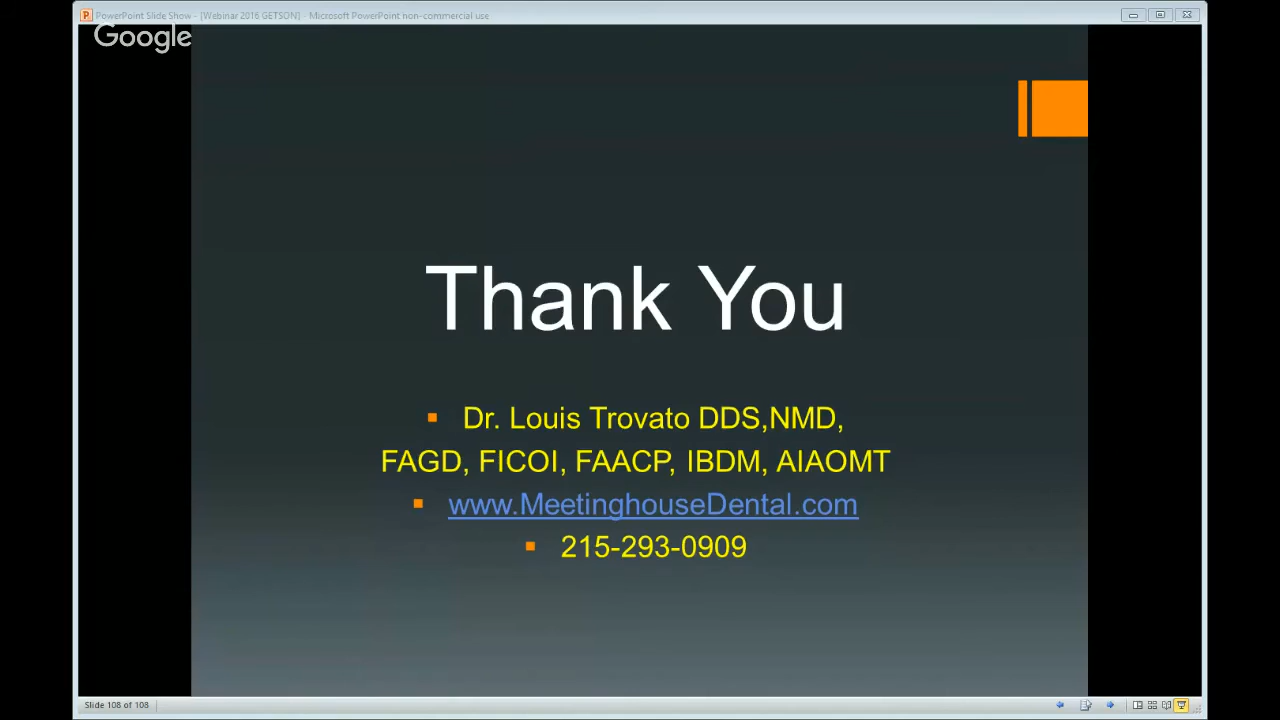 PowerPoint Slide Show - [Webinar 2016 GETSON] - Microsoft PowerPoint non-commercial use
Google
Thank You
Dr. Louis Trovato DDS,NMD,
FAGD, FICOI, FAACP, IBDM, AIAOMT
www.MeetinghouseDental.com
215-293-0909
Slide 108 of 108